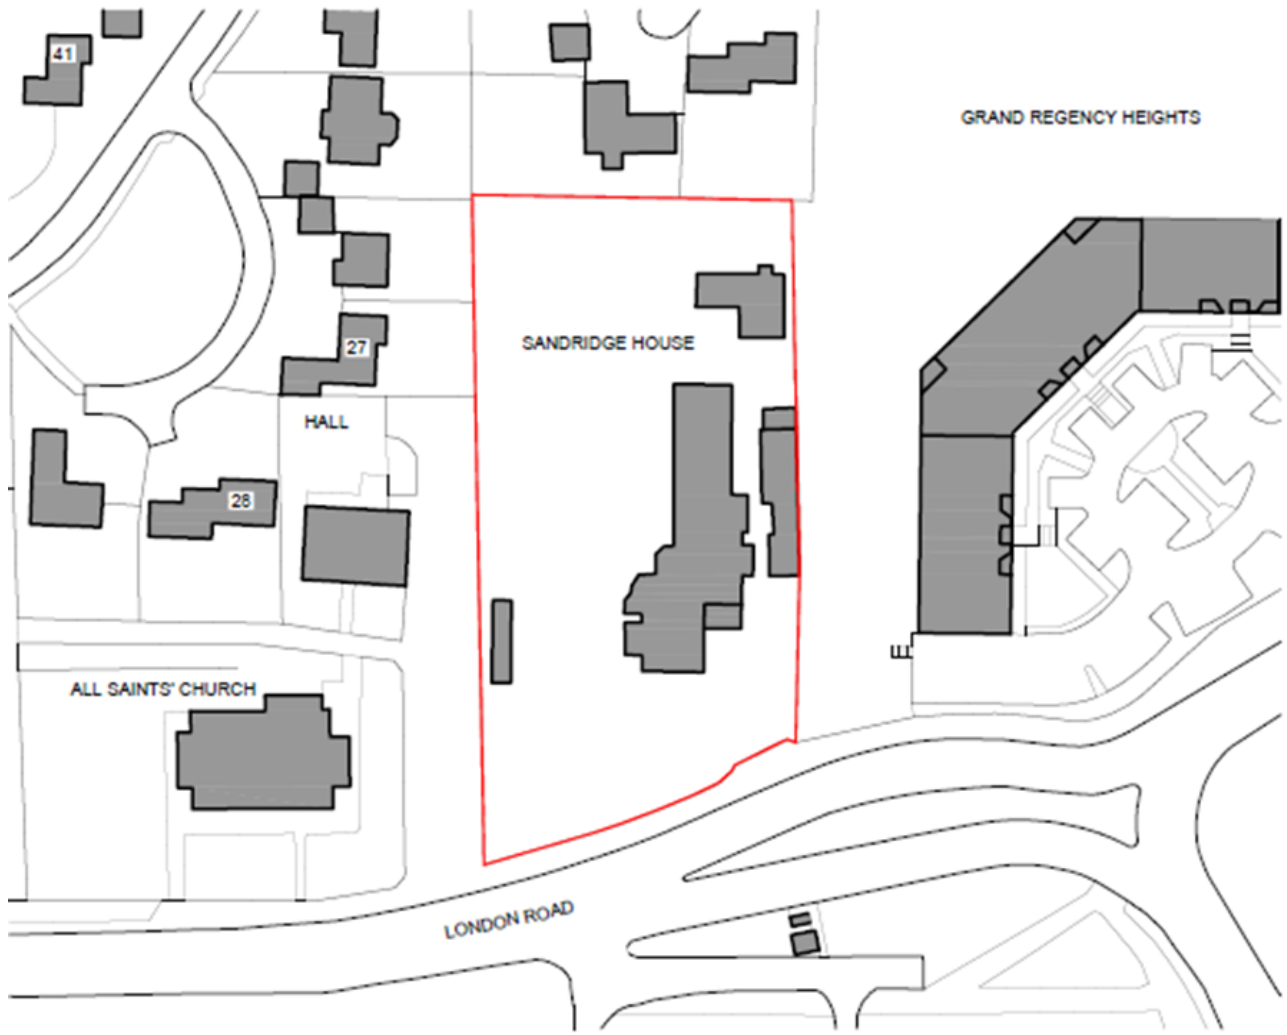 41
GRAND REGENCY HEIGHTS
SANDRIDGE HOUSE
27
HALL
28
ALL SAINTS' CHURCH
LONDON ROAD